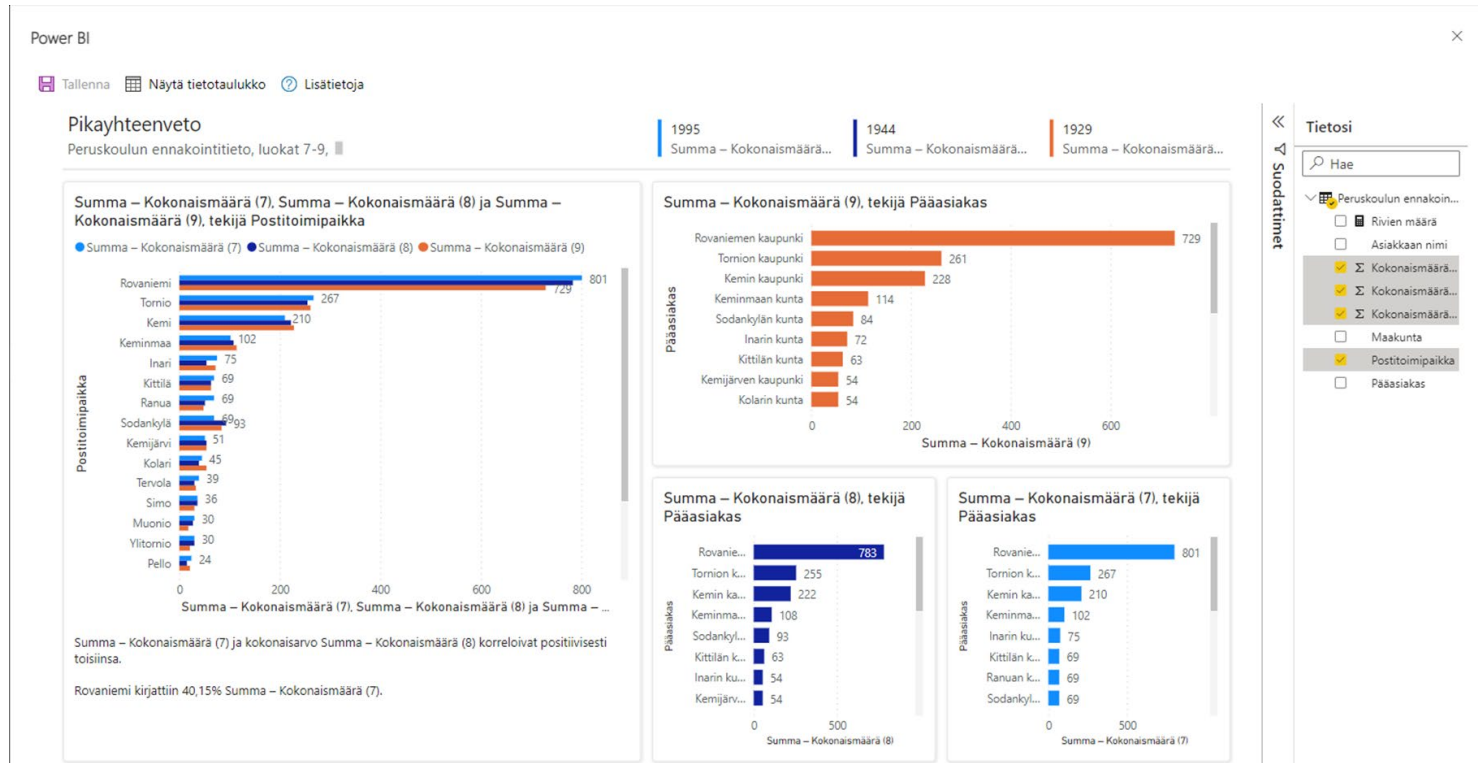 Power BI
Tallenna Näytä tietotaulukko Lisätietoja
Pikayhteenveto
Peruskoulun ennakointitieto, luokat 7-9,
1995
Summa – Kokonaismäärä...
1944
Summa – Kokonaismäärä...
1929
Summa – Kokonaismäärä...
Summa – Kokonaismäärä (7), Summa – Kokonaismäärä (8) ja Summa –
Kokonaismäärä (9), tekijä Postitoimipaikka
Summa – Kokonaismäärä (7) Summa – Kokonaismäärä (8) Summa – Kokonaismäärä (9)
Postitoimipaikka
Rovaniemi 801
729
Tornio 267
Kemi 210
Keminmaa 102
Inari 75
Kittilä 69
Ranua 69
Sodankylä 69 93
Kemijärvi 51
Kolari 45
Tervola 39
Simo 36
Muonio 30
Ylitornio 30
Pello 24
0 200 400 600 800
Summa – Kokonaismäärä (7), Summa – Kokonaismäärä (8) ja Summa – ...
Summa – Kokonaismäärä (7) ja kokonaisarvo Summa – Kokonaismäärä (8) korreloivat positiivisesti
toisiinsa.
Rovaniemi kirjattiin 40,15% Summa – Kokonaismäärä (7).
Summa – Kokonaismäärä (9), tekijä Pääasiakas
Pääasiakas
Rovaniemen kaupunki 729
Tornion kaupunki 261
Kemin kaupunki 228
Keminmaan kunta 114
Sodankylän kunta 84
Inarin kunta 72
Kittilän kunta 63
Kemijärven kaupunki 54
Kolarin kunta 54
0 200 400 600
Summa – Kokonaismäärä (9)
Summa – Kokonaismäärä (8), tekijä
Pääasiakas
Pääasiakas
Rovanie... 783
Tornion k... 255
Kemin ka... 222
Keminma... 108
Sodankyl... 93
Kittilän k... 63
Inarin ku... 54
Kemijärv... 54
0 500
Summa – Kokonaismäärä (8)
Summa – Kokonaismäärä (7), tekijä
Pääasiakas
Pääasiakas
Rovanie... 801
Tornion k... 267
Kemin ka... 210
Keminma... 102
Inarin ku... 75
Kittilän k... 69
Ranuan k... 69
Sodankyl... 69
0 500
Summa – Kokonaismäärä (7)
Suodattimet
Tietosi
Hae
Peruskoulun ennakoin...
Rivien määrä
Asiakkaan nimi
Kokonaismäärä...
Kokonaismäärä...
Kokonaismäärä...
Maakunta
Postitoimipaikka
Pääasiakas